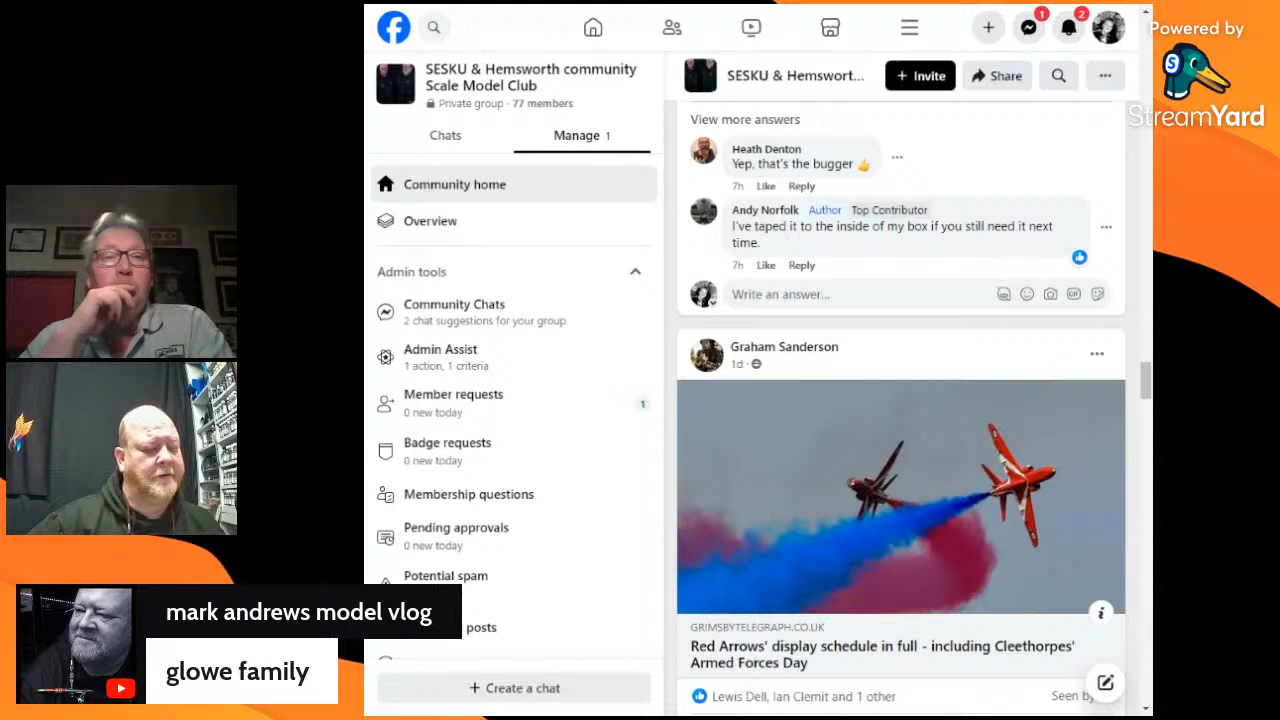 Powered by
StreamYard
1
2
SESKU & Hemsworth community
Scale Model Club
Private group · 77 members
Chats
Manage 1
Community home
Overview
Admin tools
Community Chats
2 chat suggestions for your group
Admin Assist
1 action, 1 criteria
Member requests
0 new today
1
Badge requests
0 new today
Membership questions
Pending approvals
0 new today
Potential spam
posts
+ Create a chat
SESKU & Hemswort...
+ Invite
Share
View more answers
Heath Denton
Yep, that's the bugger
7h Like Reply
Andy Norfolk Author Top Contributor
I've taped it to the inside of my box if you still need it next
time.
7h Like Reply
Write an answer...
GIF
Graham Sanderson
1d
GRIMSBYTELEGRAPH.CO.UK
Red Arrows' display schedule in full - including Cleethorpes'
Armed Forces Day
Lewis Dell, Ian Clemit and 1 other
Seen by
mark andrews model vlog
glowe family